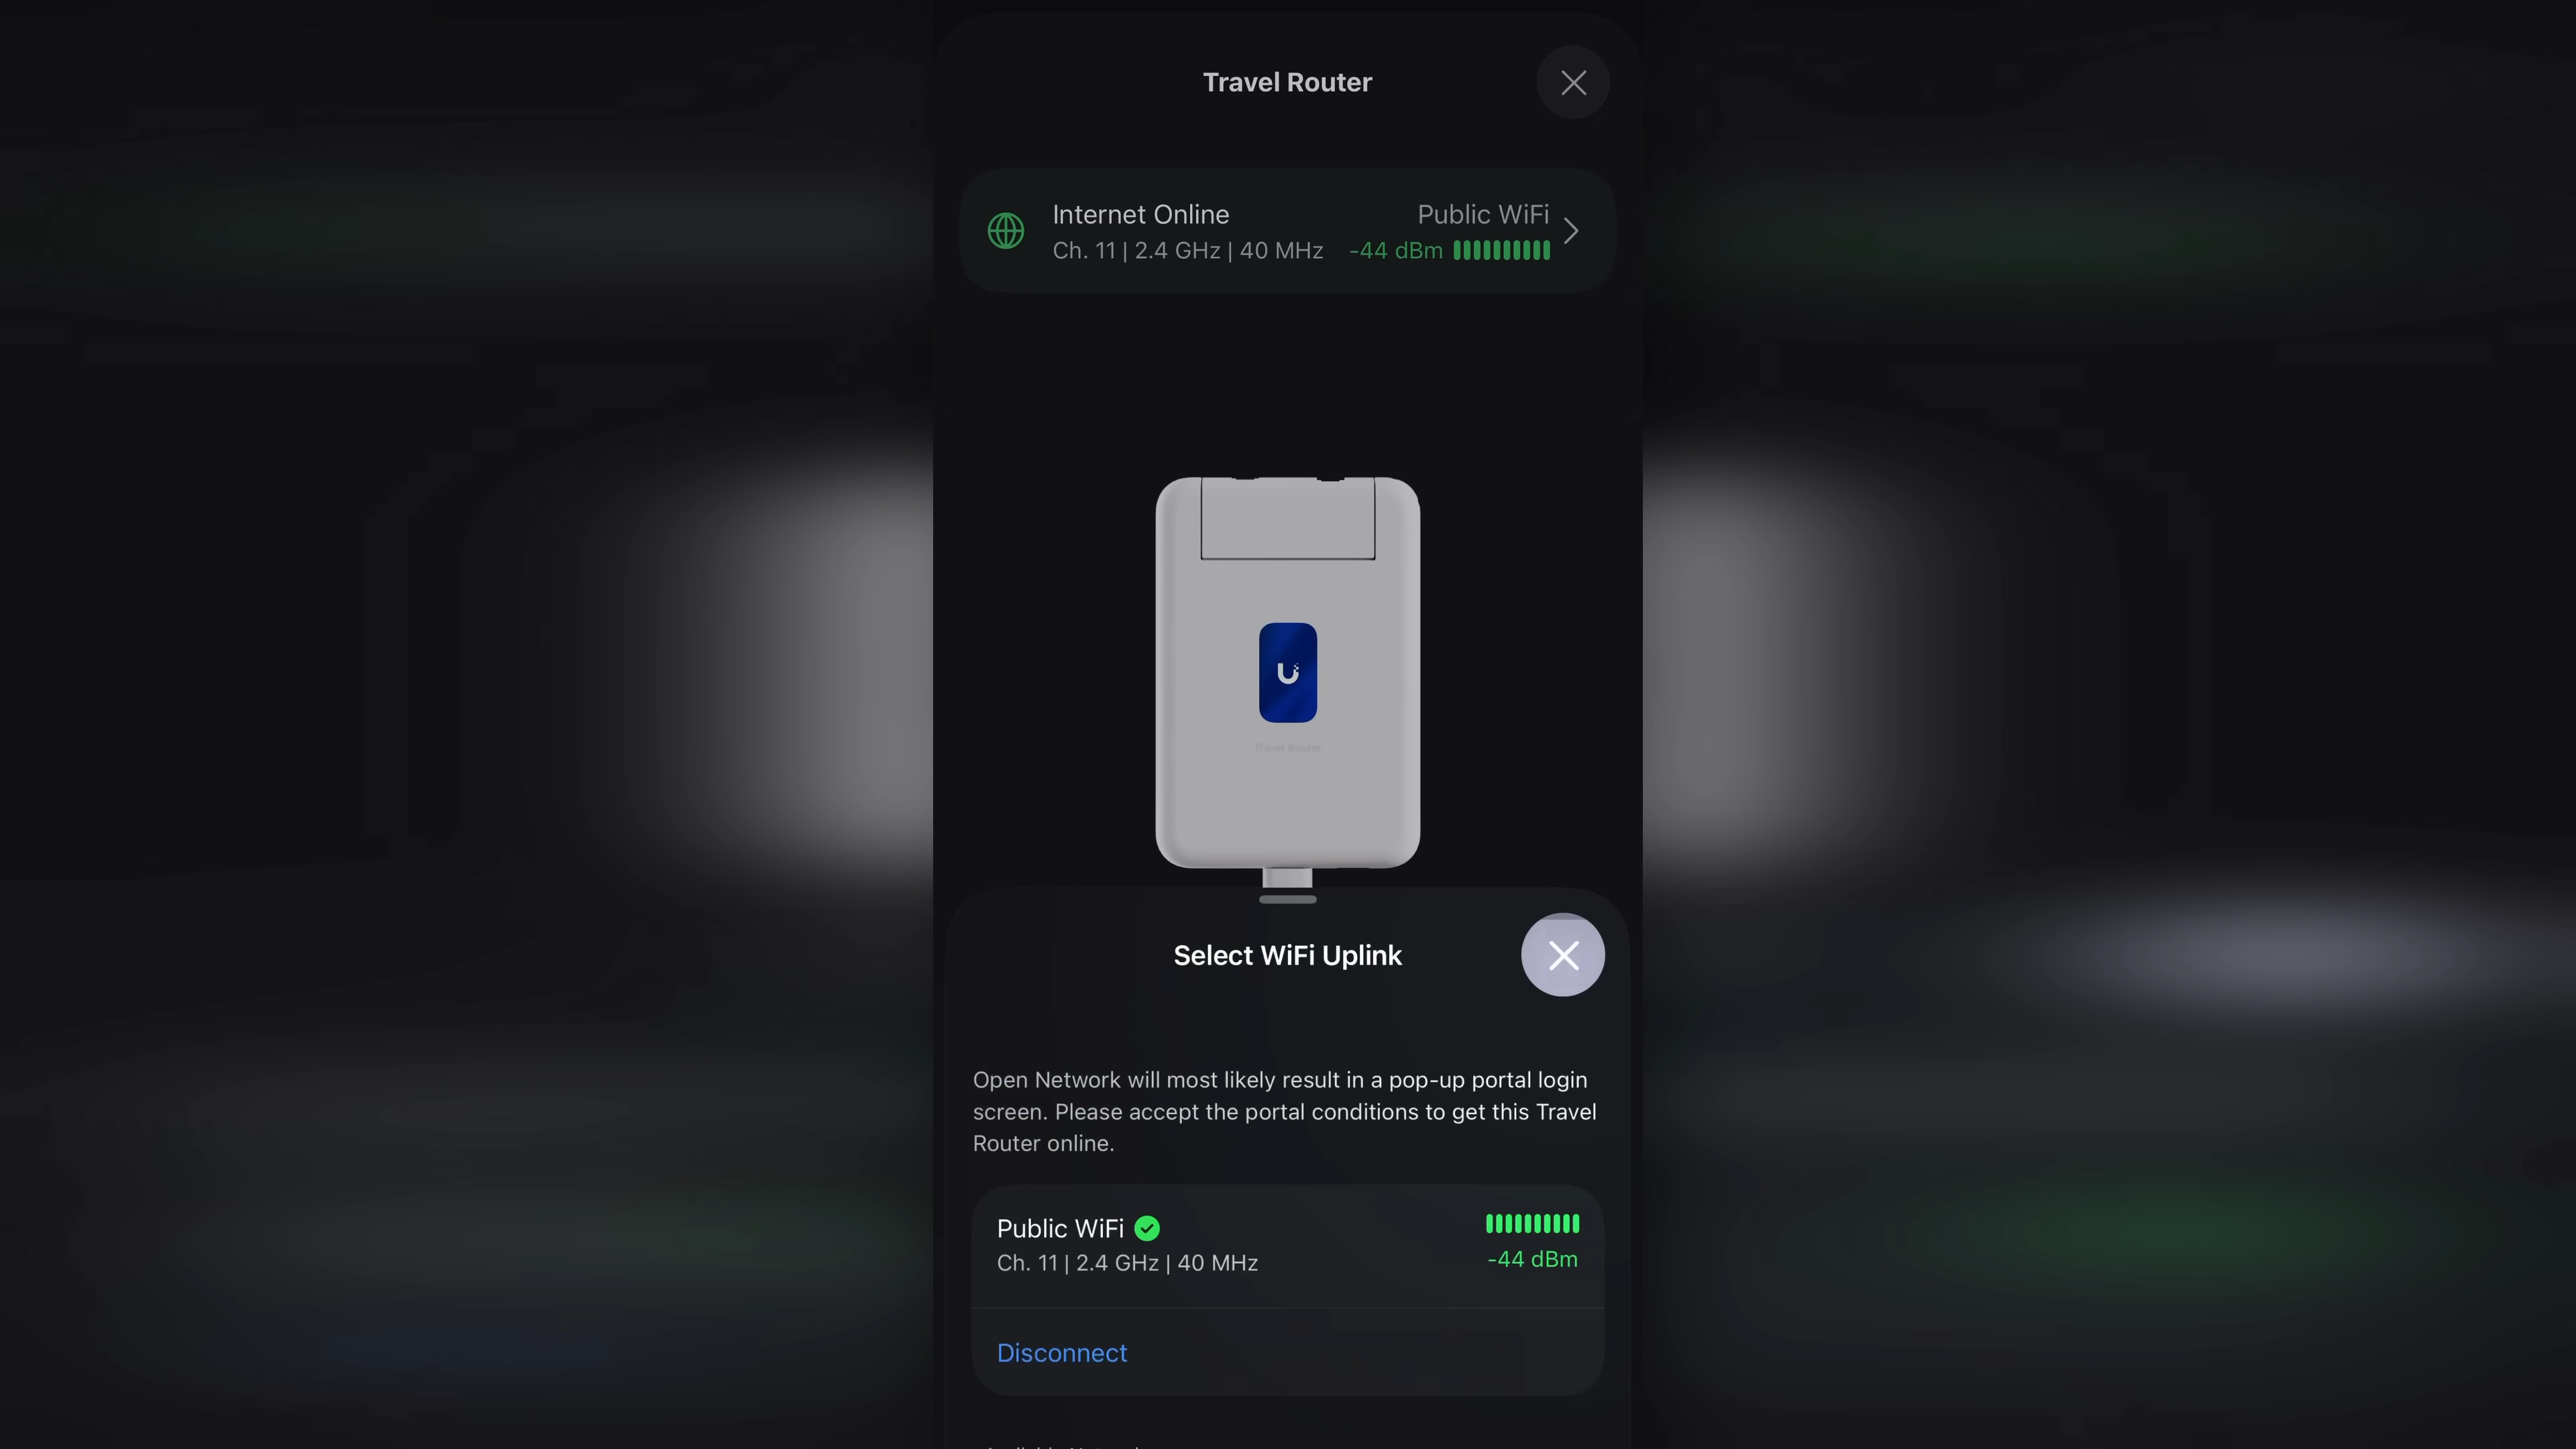 Travel Router
Internet Online
Public WiFi
Ch. 11 | 2.4 GHz | 40 MHz
-44 dBm
Travel Router
Select WiFi Uplink
Open Network will most likely result in a pop-up portal login
screen. Please accept the portal conditions to get this Travel
Router online.
Public WiFi
Ch. 11 | 2.4 GHz | 40 MHz
-44 dBm
Disconnect